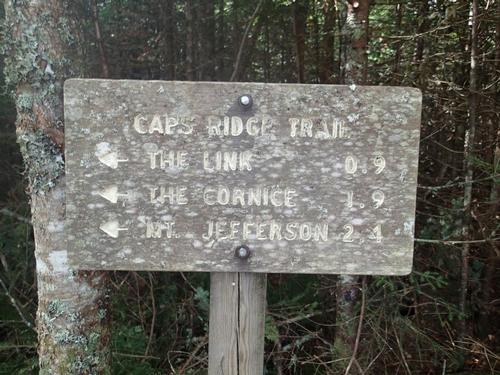 CAPS RIDGE TRAIL
← THE LINK 0.9
← THE CORNICE 1.9
← MT. JEFFERSON 2.4